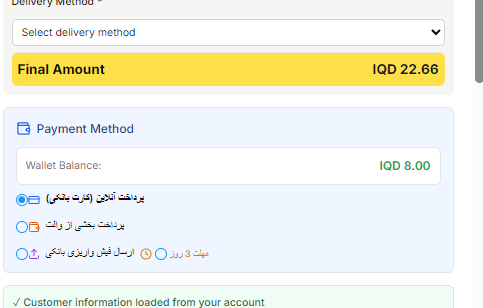 Delivery Method *
Select delivery method
Final Amount IQD 22.66
Payment Method
Wallet Balance: IQD 8.00
پرداخت آنلاین (کارت بانکی)
پرداخت بخشی از والت
ارسال فیش واریزی بانکی مهلت 3 روز
✓ Customer information loaded from your account